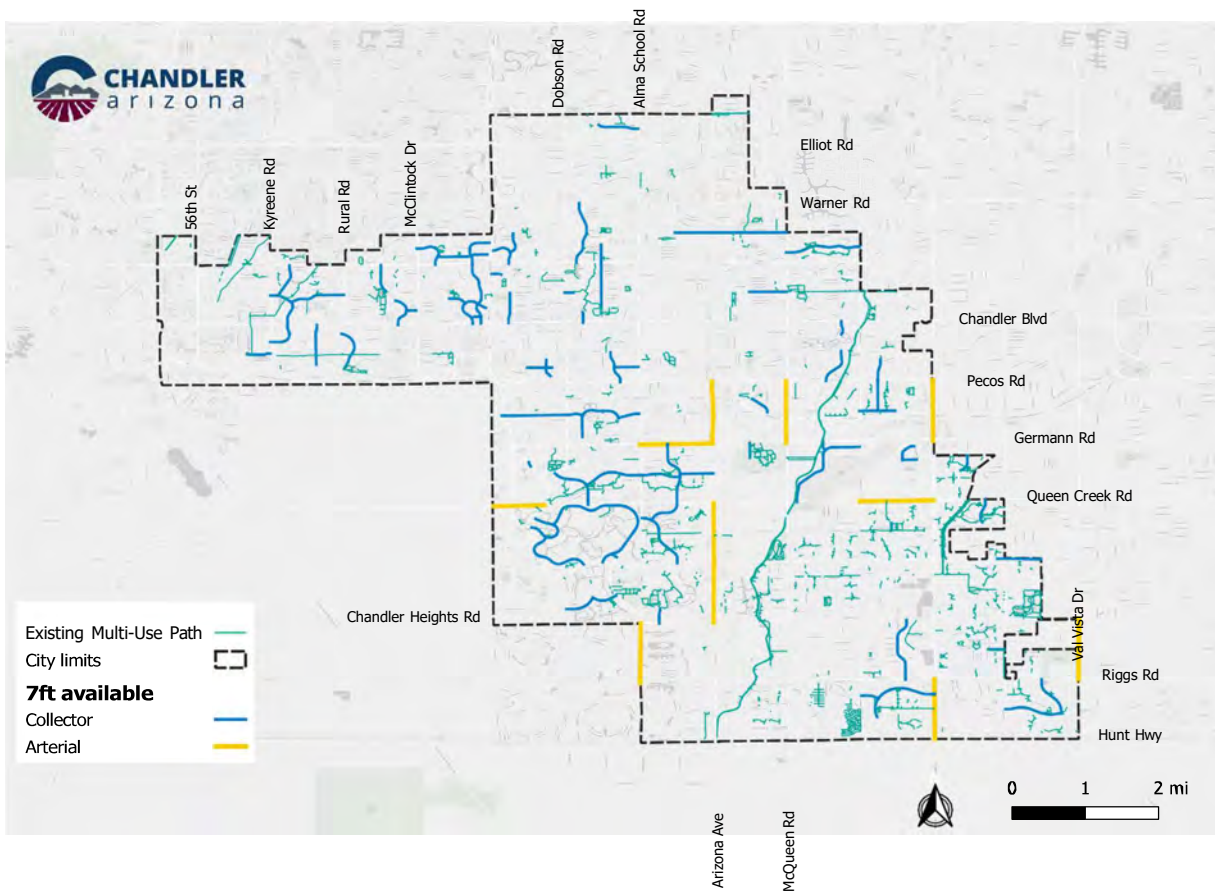 CHANDLER
arizona
Dobson Rd
Alma School Rd
Elliot Rd
Warner Rd
56th St
Kyreene Rd
Rural Rd
McClintock Dr
Chandler Blvd
Pecos Rd
Germann Rd
Queen Creek Rd
Chandler Heights Rd
Val Vista Dr
Riggs Rd
Hunt Hwy
Existing Multi-Use Path
City limits
7ft available
Collector
Arterial
0 1 2 mi
Arizona Ave
McQueen Rd